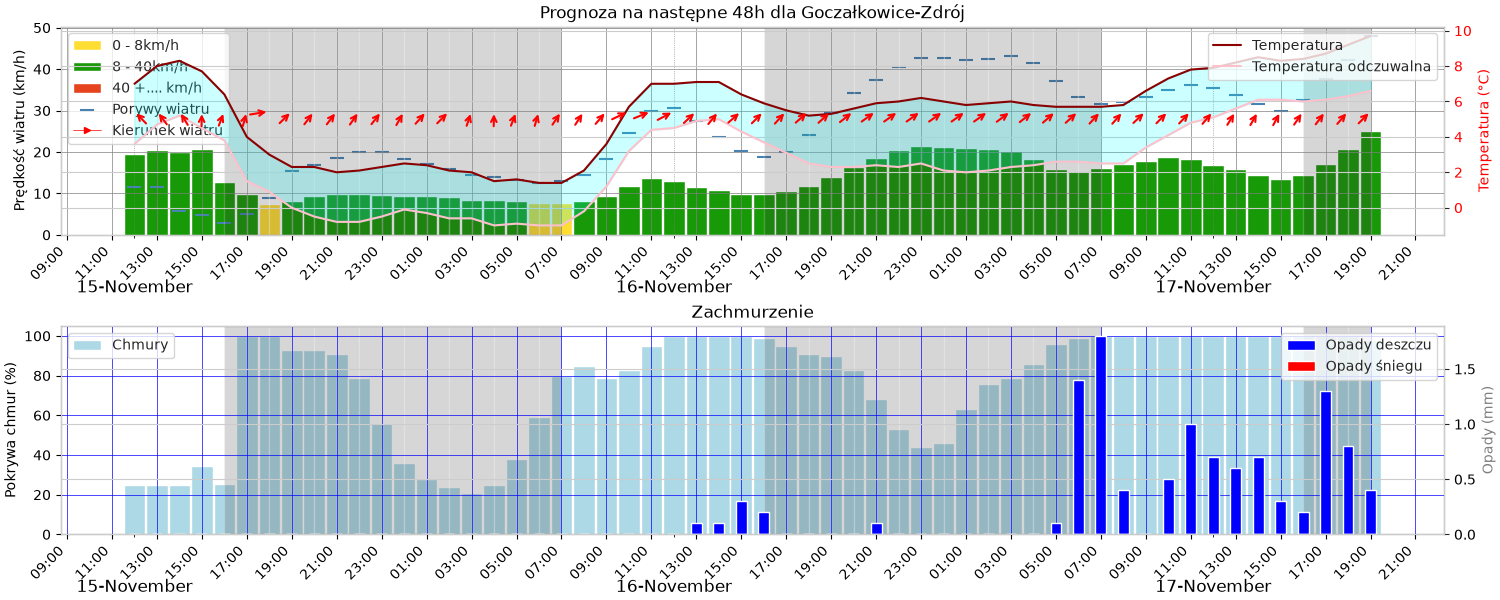 Prognoza na następne 48h dla Goczałkowice-Zdrój
Prędkość wiatru (km/h)
50
40
30
20
10
0
0 - 8km/h
8 - 40km/h
40 +.... km/h
Porywy wiatru
Kierunek wiatru
Temperatura
Temperatura odczuwalna
10
8
6
4
2
0
Temperatura (°C)
09:00 11:00 13:00 15:00 17:00 19:00 21:00 23:00 01:00 03:00 05:00 07:00 09:00 11:00 13:00 15:00 17:00 19:00 21:00 23:00 01:00 03:00 05:00 07:00 09:00 11:00 13:00 15:00 17:00 19:00 21:00
15-November 16-November 17-November
Zachmurzenie
Pokrywa chmur (%)
100
80
60
40
20
0
Chmury
Opady deszczu
Opady śniegu
1.5
1.0
0.5
0.0
Opady (mm)
09:00 11:00 13:00 15:00 17:00 19:00 21:00 23:00 01:00 03:00 05:00 07:00 09:00 11:00 13:00 15:00 17:00 19:00 21:00 23:00 01:00 03:00 05:00 07:00 09:00 11:00 13:00 15:00 17:00 19:00 21:00
15-November 16-November 17-November